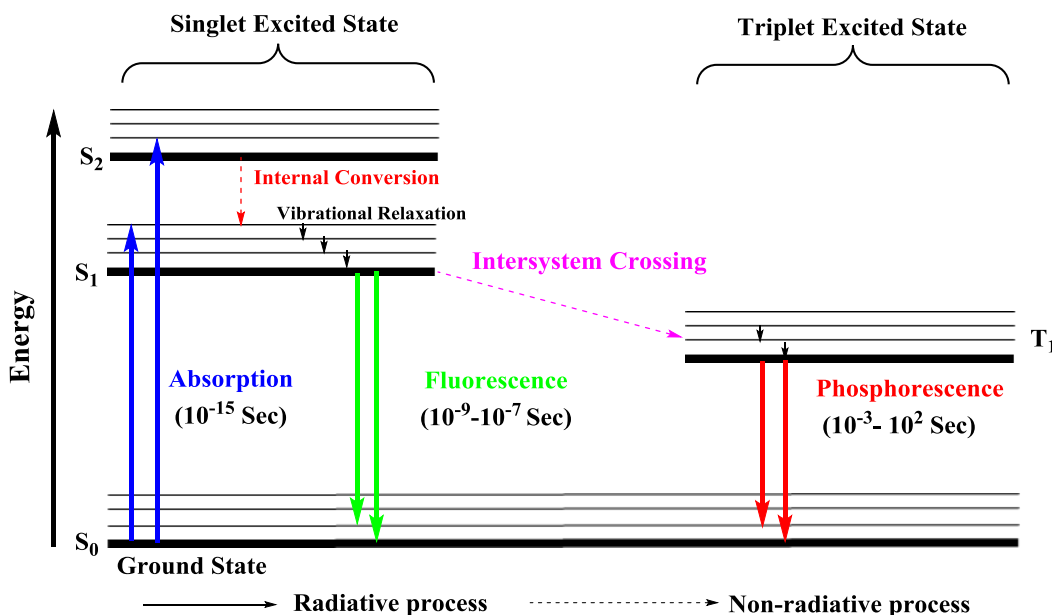 Singlet Excited State
Triplet Excited State
S₂
Internal Conversion
Vibrational Relaxation
S₁
Intersystem Crossing
T₁
Energy
Absorption
(10⁻¹⁵ Sec)
Fluorescence
(10⁻⁹-10⁻⁷ Sec)
Phosphorescence
(10⁻³- 10² Sec)
S₀
Ground State
Radiative process
Non-radiative process